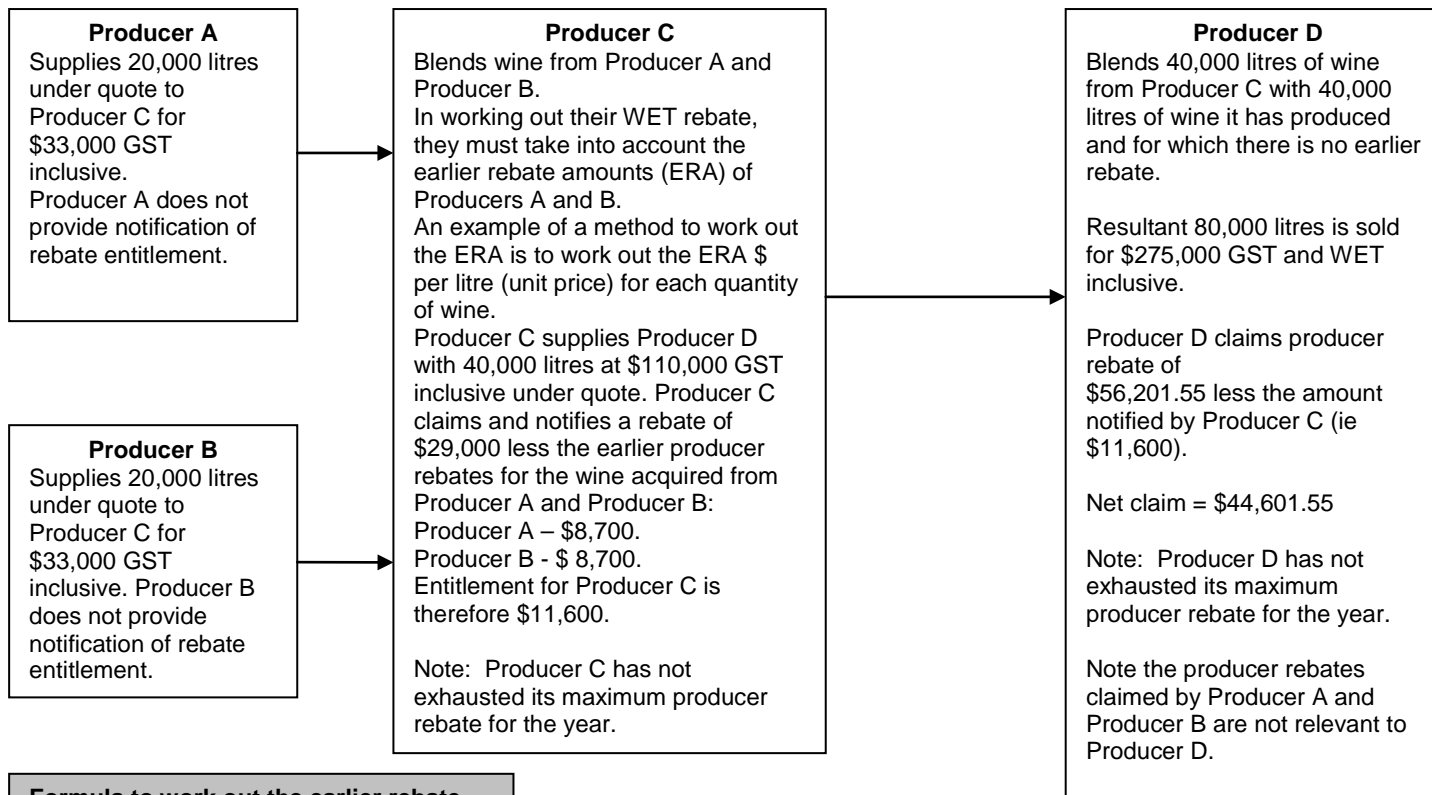 Producer A
Supplies 20,000 litres
under quote to
Producer C for
$33,000 GST
inclusive.
Producer A does not
provide notification of
rebate entitlement.
Producer B
Supplies 20,000 litres
under quote to
Producer C for
$33,000 GST
inclusive. Producer B
does not provide
notification of rebate
entitlement.
Producer C
Blends wine from Producer A and
Producer B.
In working out their WET rebate,
they must take into account the
earlier rebate amounts (ERA) of
Producers A and B.
An example of a method to work out
the ERA is to work out the ERA $
per litre (unit price) for each quantity
of wine.
Producer C supplies Producer D
with 40,000 litres at $110,000 GST
inclusive under quote. Producer C
claims and notifies a rebate of
$29,000 less the earlier producer
rebates for the wine acquired from
Producer A and Producer B:
Producer A – $8,700.
Producer B - $ 8,700.
Entitlement for Producer C is
therefore $11,600.
Note: Producer C has not
exhausted its maximum producer
rebate for the year.
Producer D
Blends 40,000 litres of wine
from Producer C with 40,000
litres of wine it has produced
and for which there is no earlier
rebate.
Resultant 80,000 litres is sold
for $275,000 GST and WET
inclusive.
Producer D claims producer
rebate of
$56,201.55 less the amount
notified by Producer C (ie
$11,600).
Net claim = $44,601.55
Note: Producer D has not
exhausted its maximum
producer rebate for the year.
Note the producer rebates
claimed by Producer A and
Producer B are not relevant to
Producer D.
Formula to work out the earlier rebate